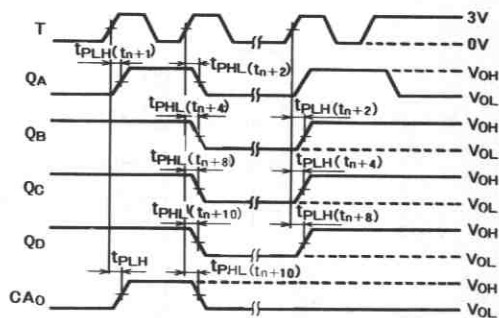 T 3V
0V
tPLH(tn+1) tPHL(tn+2)
QA VOH
VOL
tPHL(tn+4) tPLH(tn+2)
QB VOH
VOL
tPHL(tn+8) tPLH(tn+4)
QC VOH
VOL
tPHL(tn+10) tPLH(tn+8)
QD VOH
VOL
tPLH tPHL(tn+10)
VOH
CAO VOL